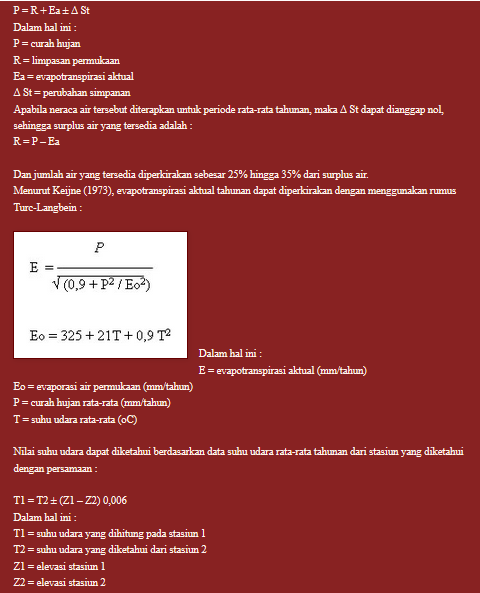 P = R + Ea ± Δ St
Dalam hal ini :
P = curah hujan
R = limpasan permukaan
Ea = evapotranspirasi aktual
Δ St = perubahan simpanan
Apabila neraca air tersebut diterapkan untuk periode rata-rata tahunan, maka Δ St dapat dianggap nol,
sehingga surplus air yang tersedia adalah :
R = P – Ea
Dan jumlah air yang tersedia diperkirakan sebesar 25% hingga 35% dari surplus air.
Menurut Keijne (1973), evapotranspirasi aktual tahunan dapat diperkirakan dengan menggunakan rumus
Turc-Langbein :
P
E =
√ (0,9 + P² / Eo²)
Eo = 325 + 21T + 0,9 T²
Dalam hal ini :
E = evapotranspirasi aktual (mm/tahun)
Eo = evaporasi air permukaan (mm/tahun)
P = curah hujan rata-rata (mm/tahun)
T = suhu udara rata-rata (oC)
Nilai suhu udara dapat diketahui berdasarkan data suhu udara rata-rata tahunan dari stasiun yang diketahui
dengan persamaan :
T1 = T2 ± (Z1 – Z2) 0,006
Dalam hal ini :
T1 = suhu udara yang dihitung pada stasiun 1
T2 = suhu udara yang diketahui dari stasiun 2
Z1 = elevasi stasiun 1
Z2 = elevasi stasiun 2